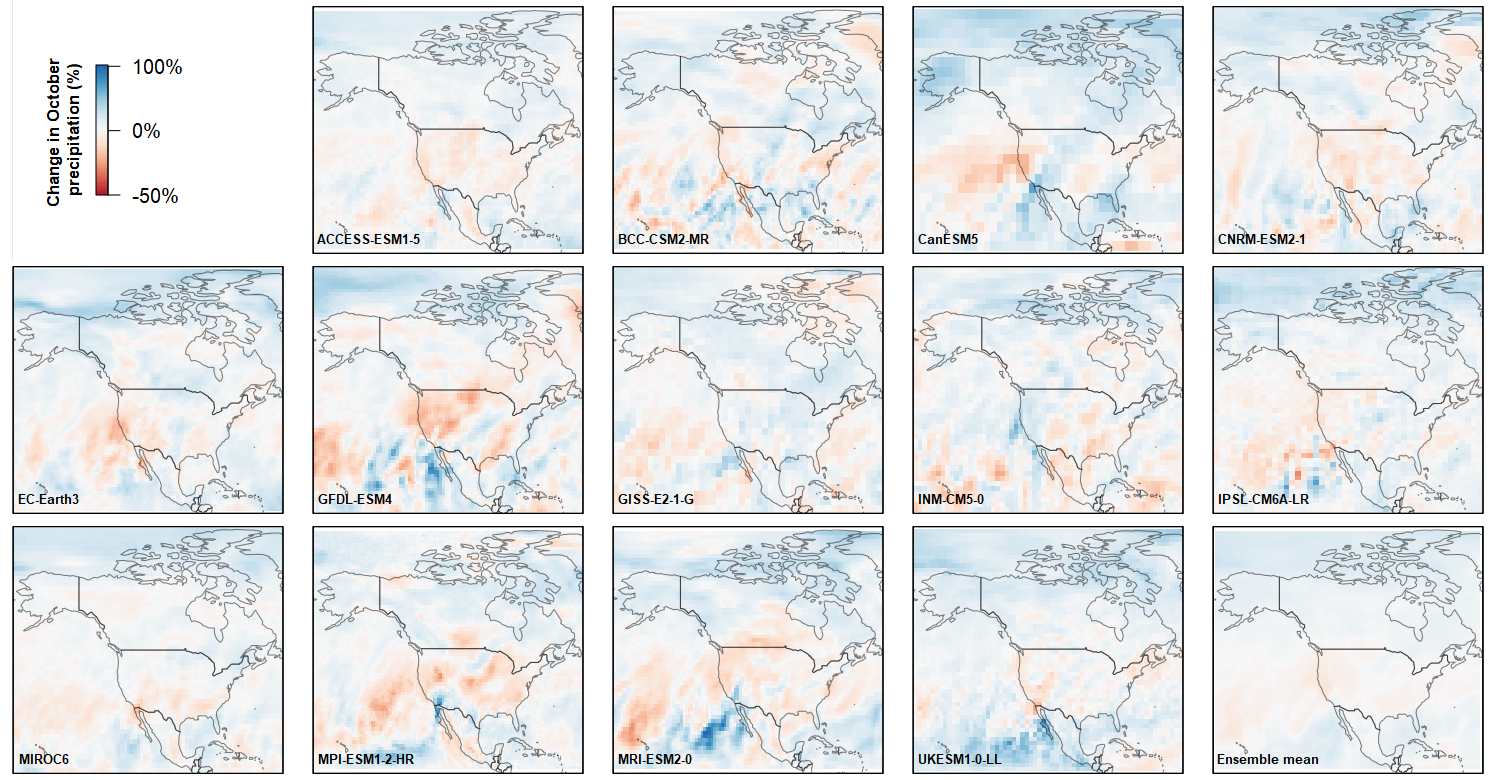 Change in October
precipitation (%)
100%
0%
-50%
ACCESS-ESM1-5
BCC-CSM2-MR
CanESM5
CNRM-ESM2-1
EC-Earth3
GFDL-ESM4
GISS-E2-1-G
INM-CM5-0
IPSL-CM6A-LR
MIROC6
MPI-ESM1-2-HR
MRI-ESM2-0
UKESM1-0-LL
Ensemble mean